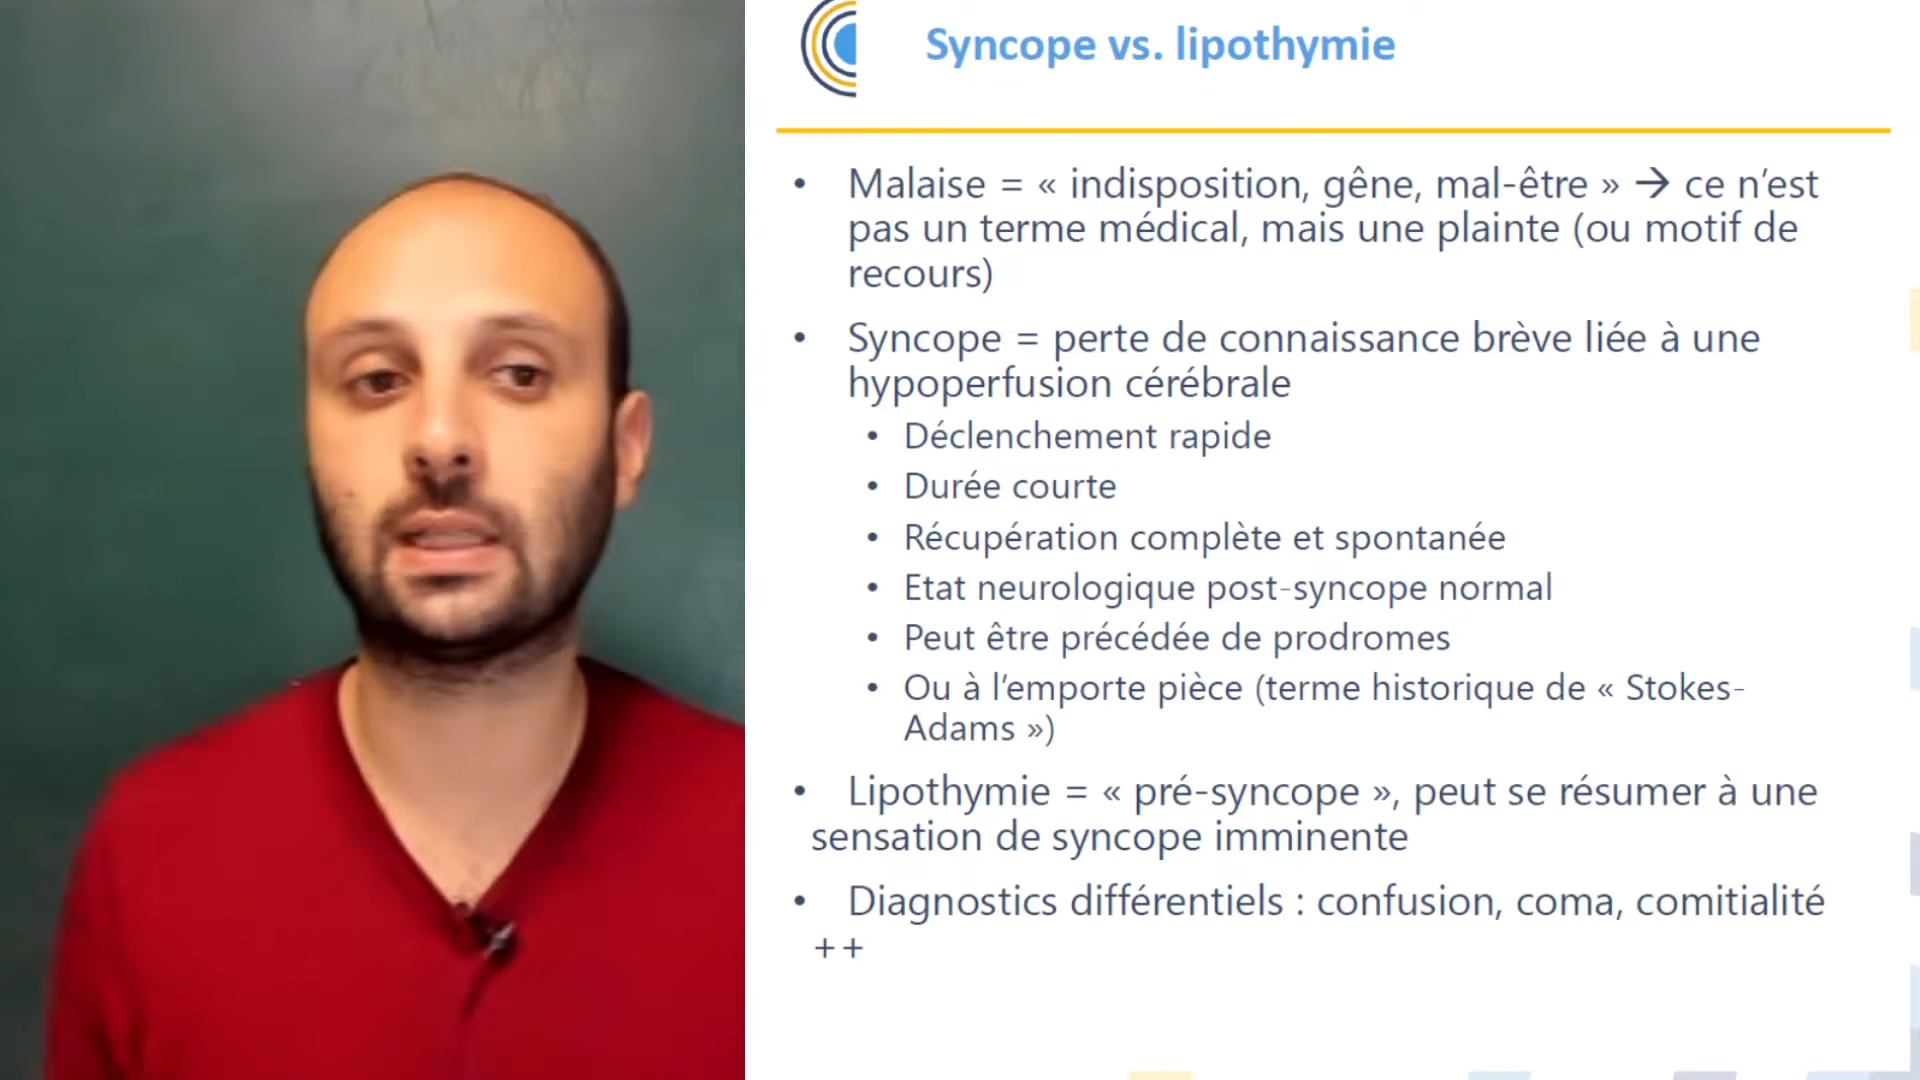 Syncope vs. lipothymie
• Malaise = « indisposition, gêne, mal-être » → ce n’est
pas un terme médical, mais une plainte (ou motif de
recours)
• Syncope = perte de connaissance brève liée à une
hypoperfusion cérébrale
• Déclenchement rapide
• Durée courte
• Récupération complète et spontanée
• Etat neurologique post-syncope normal
• Peut être précédée de prodromes
• Ou à l’emporte pièce (terme historique de « Stokes-
Adams »)
• Lipothymie = « pré-syncope », peut se résumer à une
sensation de syncope imminente
• Diagnostics différentiels : confusion, coma, comitialité
++